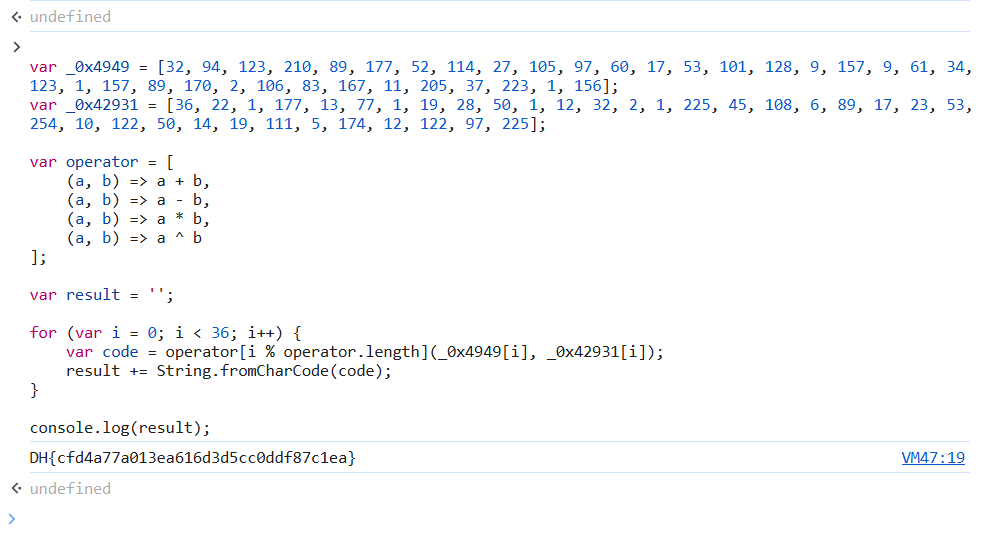 undefined
var _0x4949 = [32, 94, 123, 210, 89, 177, 52, 114, 27, 105, 97, 60, 17, 53, 101, 128, 9, 157, 9, 61, 34,
123, 1, 157, 89, 170, 2, 106, 83, 167, 11, 205, 37, 223, 1, 156];
var _0x42931 = [36, 22, 1, 177, 13, 77, 1, 19, 28, 50, 1, 12, 32, 2, 1, 225, 45, 108, 6, 89, 17, 23, 53,
254, 10, 122, 50, 14, 19, 111, 5, 174, 12, 122, 97, 225];
var operator = [
    (a, b) => a + b,
    (a, b) => a - b,
    (a, b) => a * b,
    (a, b) => a ^ b
];
var result = '';
for (var i = 0; i < 36; i++) {
    var code = operator[i % operator.length](_0x4949[i], _0x42931[i]);
    result += String.fromCharCode(code);
}
console.log(result);
DH{cfd4a77a013ea616d3d5cc0ddf87c1ea} VM47:19
undefined